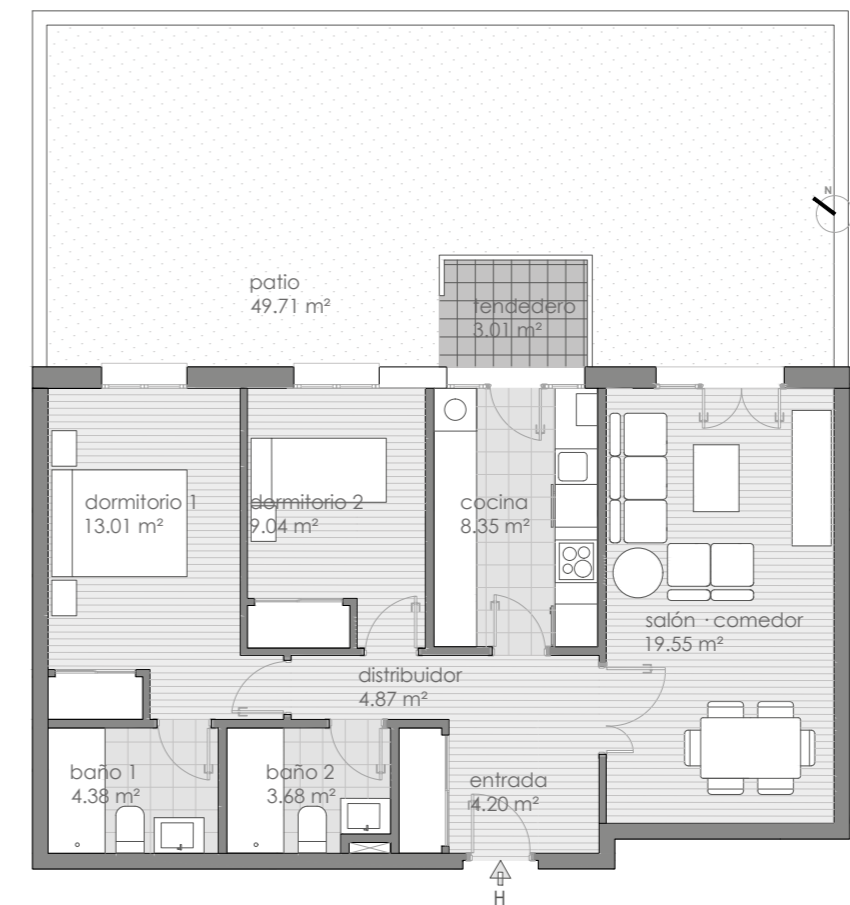 N
patio
49.71 m²
tendedero
3.01 m²
dormitorio 1
13.01 m²
dormitorio 2
9.04 m²
cocina
8.35 m²
salón · comedor
19.55 m²
distribuidor
4.87 m²
baño 1
4.38 m²
baño 2
3.68 m²
entrada
4.20 m²
H